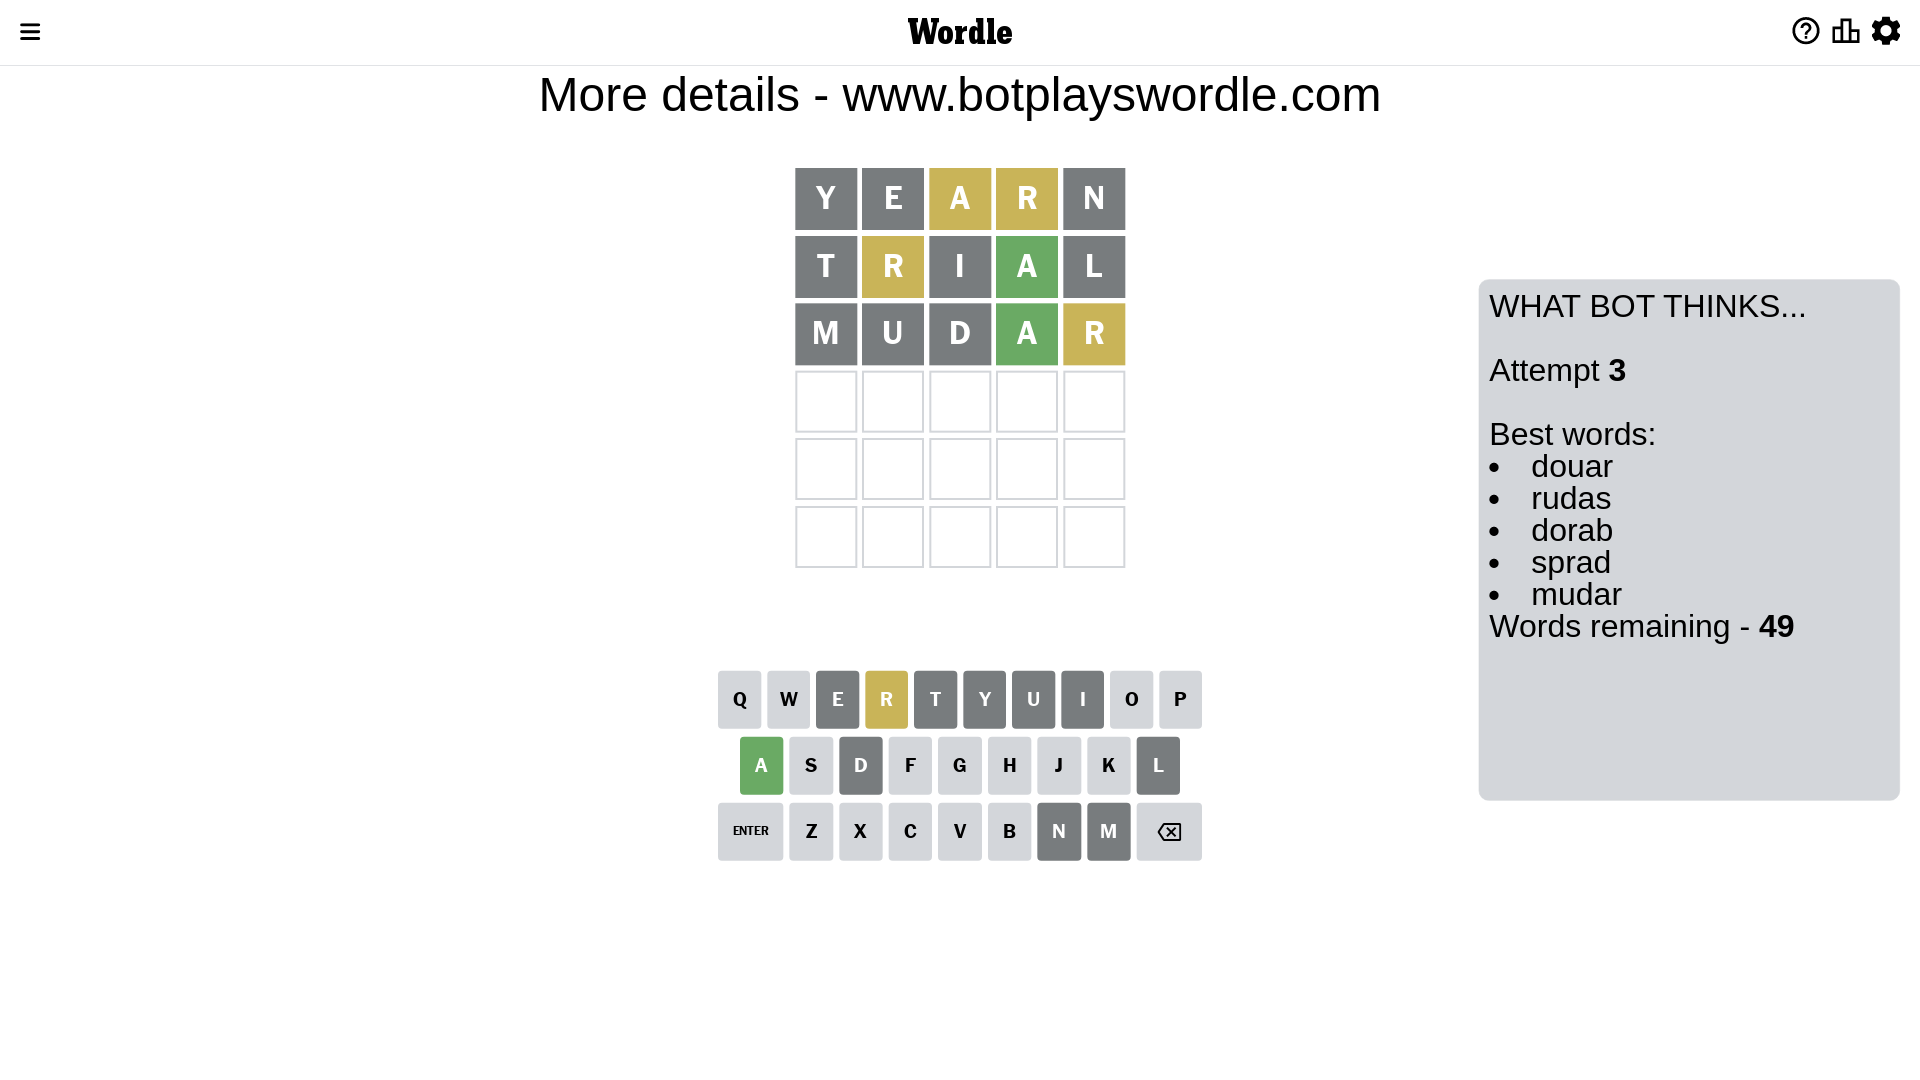 Wordle
More details - www.botplayswordle.com
Y E A R N
T R I A L
M U D A R
WHAT BOT THINKS...
Attempt 3
Best words:
• douar
• rudas
• dorab
• sprad
• mudar
Words remaining - 49
Q W E R T Y U I O P
A S D F G H J K L
ENTER Z X C V B N M